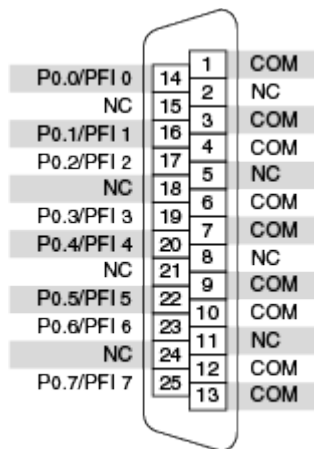 1 COM
P0.0/PFI 0 14
2 NC
NC 15
3 COM
P0.1/PFI 1 16
4 COM
P0.2/PFI 2 17
5 NC
NC 18
6 COM
P0.3/PFI 3 19
7 COM
P0.4/PFI 4 20
8 NC
NC 21
9 COM
P0.5/PFI 5 22
10 COM
P0.6/PFI 6 23
11 NC
NC 24
12 COM
P0.7/PFI 7 25
13 COM